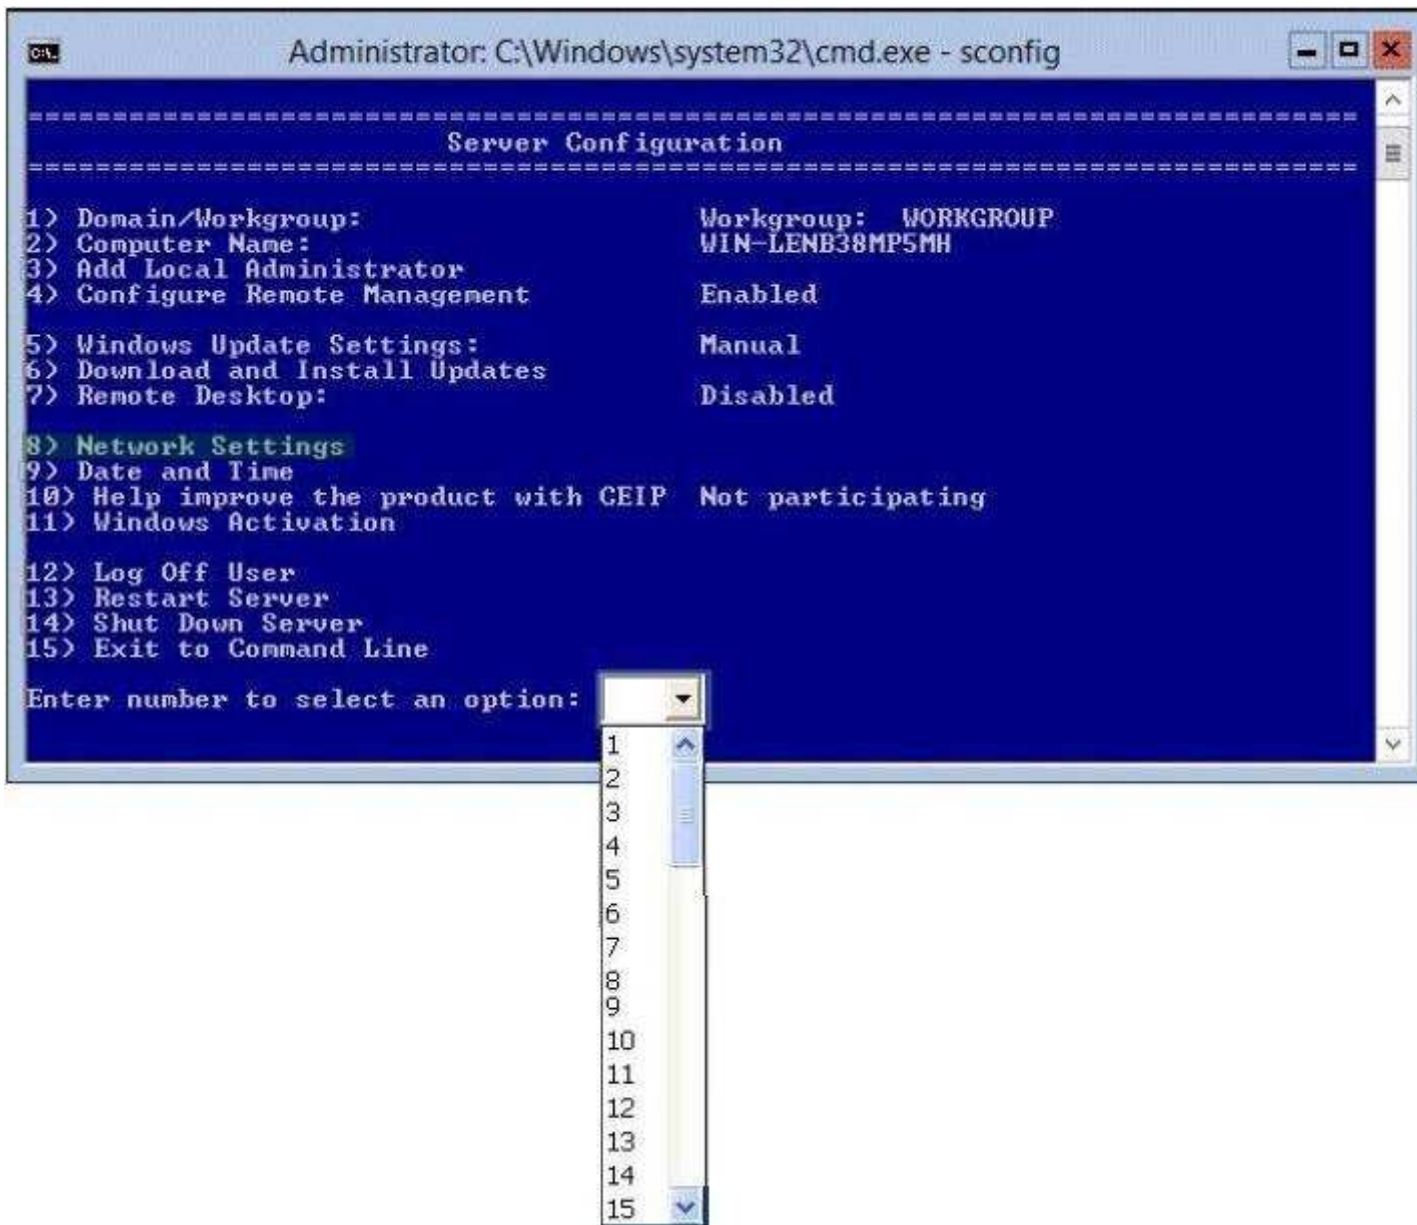 C:\.
Administrator: C:\Windows\system32\cmd.exe - sconfig
===============================================================================
Server Configuration
===============================================================================
1) Domain/Workgroup: Workgroup: WORKGROUP
2) Computer Name: WIN-LENB38MP5MH
3) Add Local Administrator
4) Configure Remote Management Enabled
5) Windows Update Settings: Manual
6) Download and Install Updates
7) Remote Desktop: Disabled
8) Network Settings
9) Date and Time
10) Help improve the product with CEIP Not participating
11) Windows Activation
12) Log Off User
13) Restart Server
14) Shut Down Server
15) Exit to Command Line
Enter number to select an option:
1
2
3
4
5
6
7
8
9
10
11
12
13
14
15